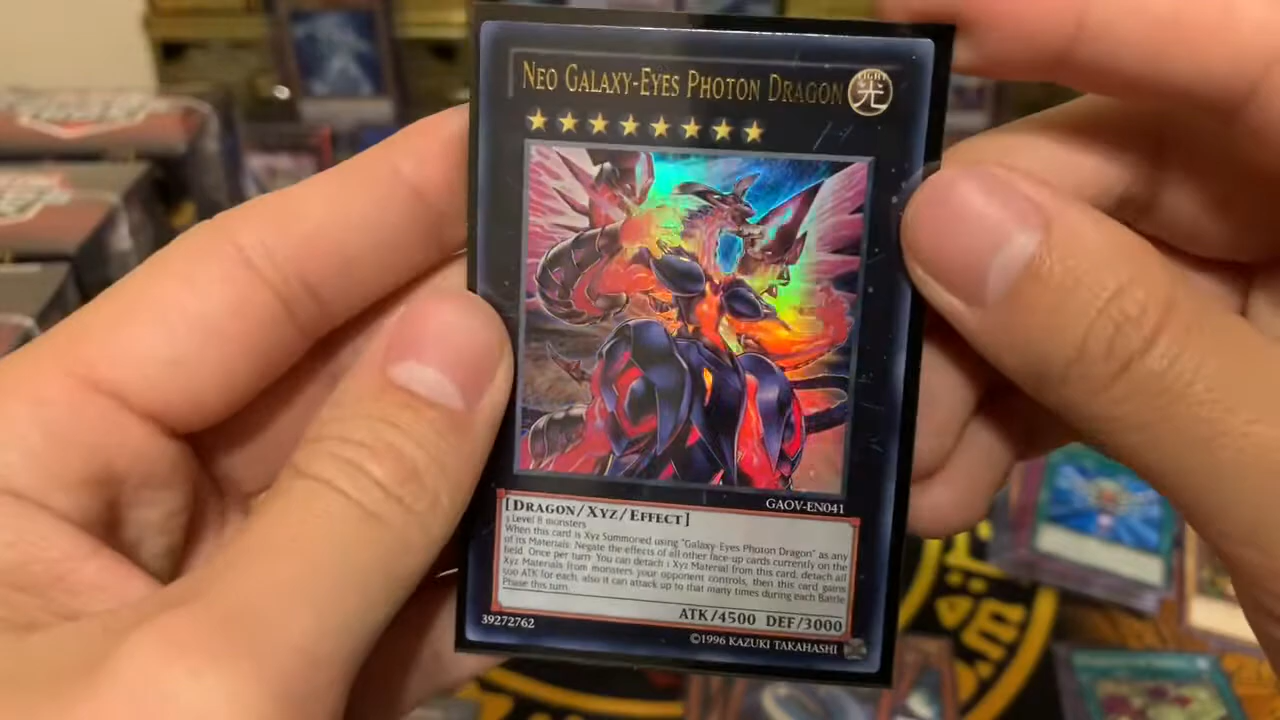 NEO GALAXY-EYES PHOTON DRAGON
LIGHT
光
GAOV-EN041
[DRAGON/XYZ/EFFECT]
3 Level 8 monsters
When this card is Xyz Summoned using "Galaxy-Eyes Photon Dragon" as any
of its Materials: Negate the effects of all other face-up cards currently on the
field. Once per turn: You can detach 1 Xyz Material from this card, detach all
Xyz Materials from monsters your opponent controls, then this card gains
500 ATK for each, also it can attack up to that many times during each Battle
Phase this turn.
ATK/4500 DEF/3000
39272762
©1996 KAZUKI TAKAHASHI